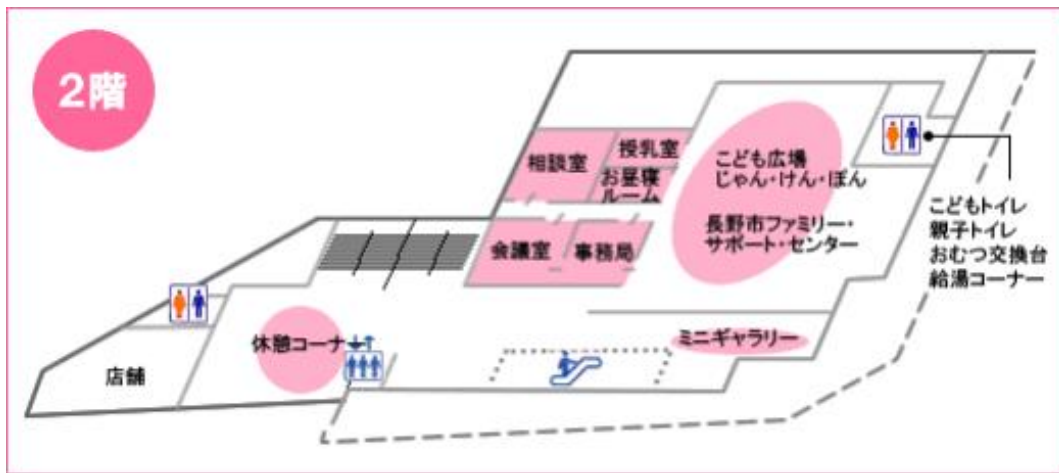 2階
相談室
授乳室
お昼寝
ルーム
こども広場
じゃん・けん・ぽん
長野市ファミリー・
サポート・センター
こどもトイレ
親子トイレ
おむつ交換台
給湯コーナー
会議室
事務局
休憩コーナー
ミニギャラリー
店舗